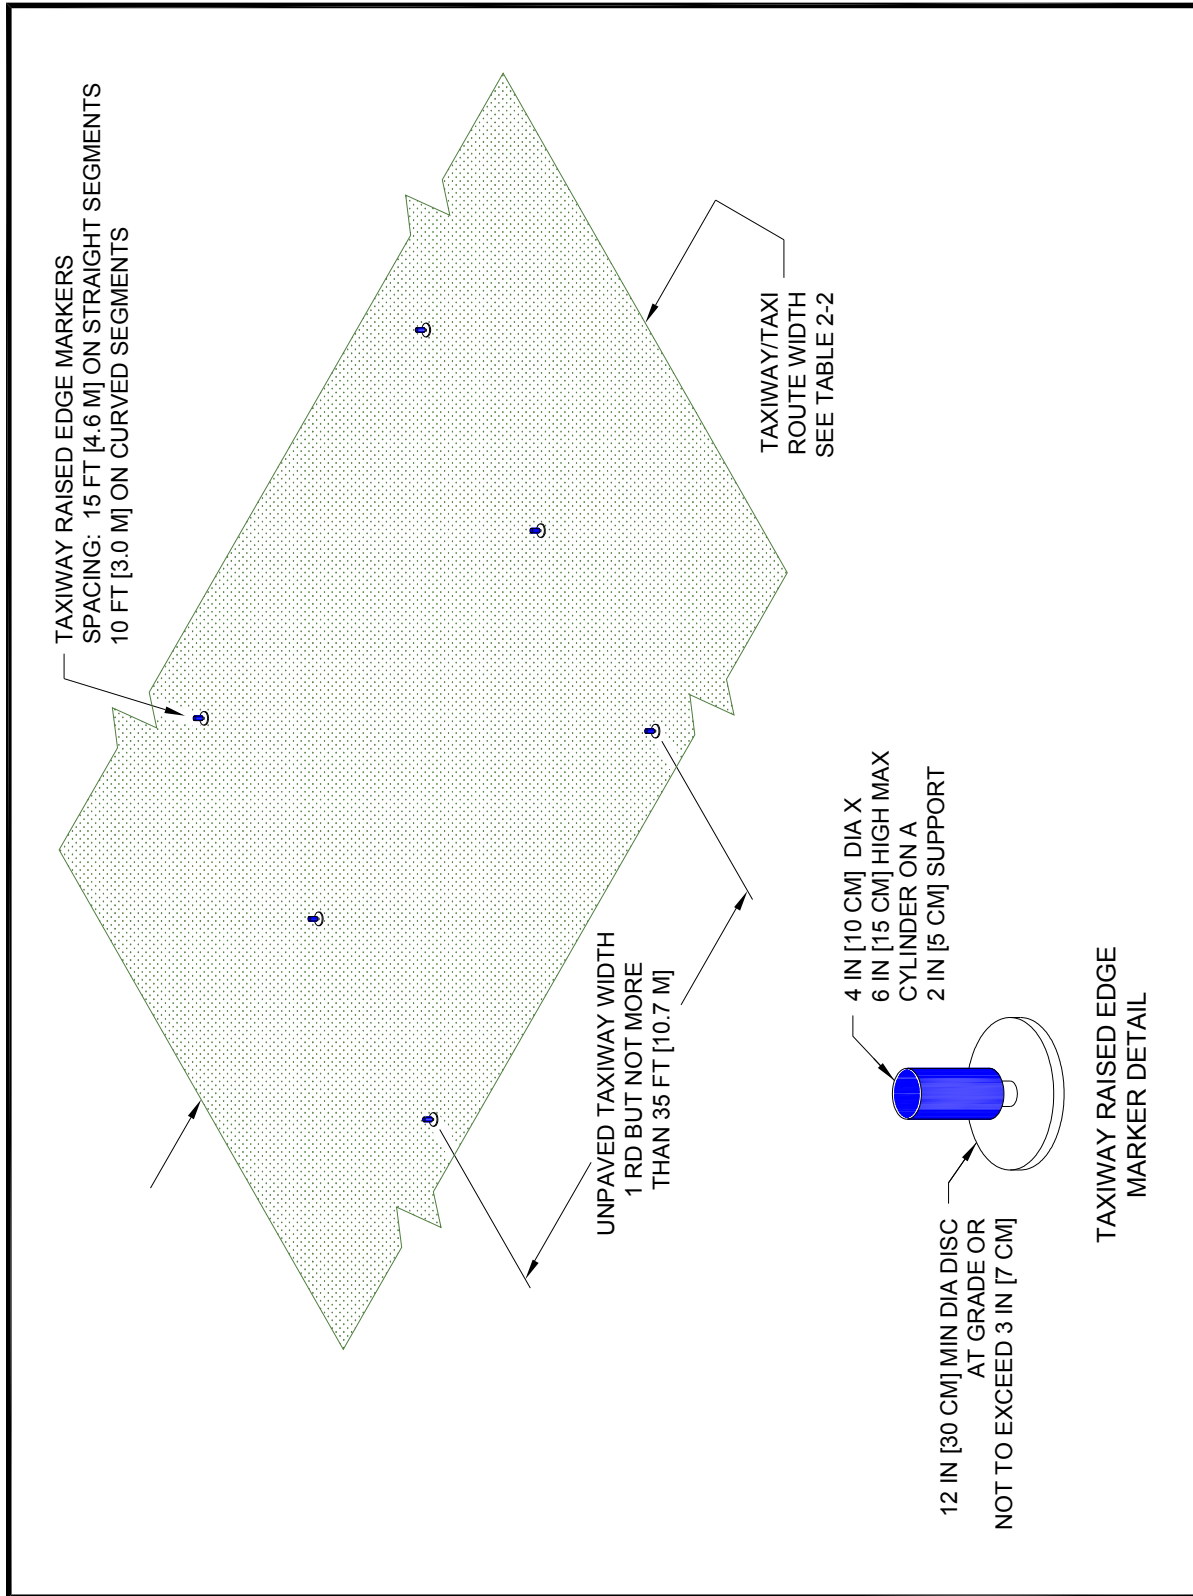 TAXIWAY RAISED EDGE MARKERS
SPACING: 15 FT [4.6 M] ON STRAIGHT SEGMENTS
10 FT [3.0 M] ON CURVED SEGMENTS
TAXIWAY/TAXI
ROUTE WIDTH
SEE TABLE 2-2
UNPAVED TAXIWAY WIDTH
1 RD BUT NOT MORE
THAN 35 FT [10.7 M]
4 IN [10 CM] DIA X
6 IN [15 CM] HIGH MAX
CYLINDER ON A
2 IN [5 CM] SUPPORT
12 IN [30 CM] MIN DIA DISC
AT GRADE OR
NOT TO EXCEED 3 IN [7 CM]
TAXIWAY RAISED EDGE
MARKER DETAIL